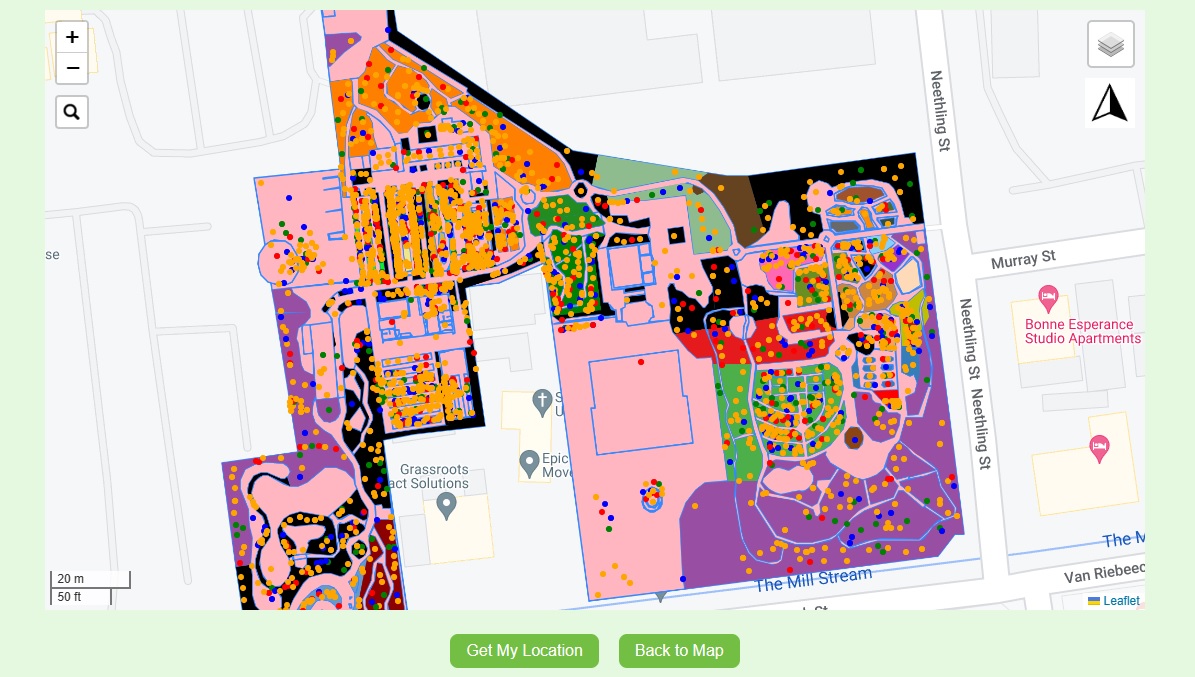 +
−
Neethling St
se
Murray St
Bonne Esperance
Studio Apartments
Neethling St
Neethling St
S
U
Epic
Move
Grassroots
act Solutions
The M
The Mill Stream
Van Riebeec
20 m
50 ft
Leaflet
Get My Location
Back to Map